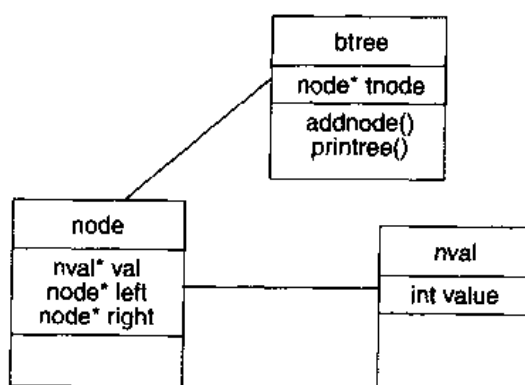 btree
node* tnode
addnode()
printree()
node
nval* val
node* left
node* right
nval
int value